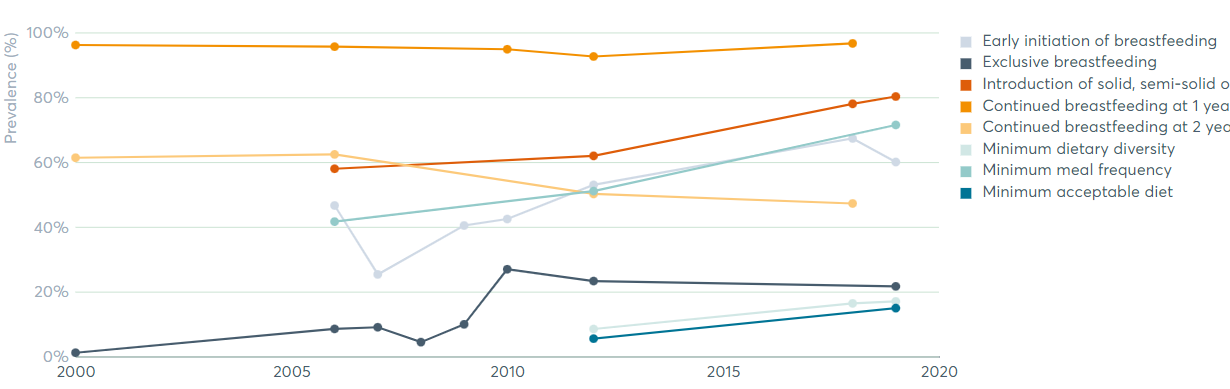 Prevalence (%)
100%
80%
60%
40%
20%
0%
2000 2005 2010 2015 2020
Early initiation of breastfeeding
Exclusive breastfeeding
Introduction of solid, semi-solid o
Continued breastfeeding at 1 yea
Continued breastfeeding at 2 yea
Minimum dietary diversity
Minimum meal frequency
Minimum acceptable diet